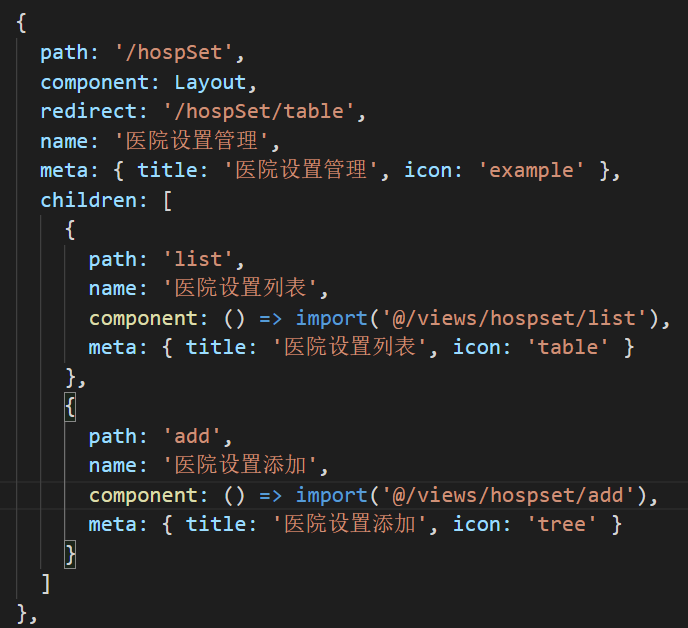 {
  path: '/hospSet',
  component: Layout,
  redirect: '/hospSet/table',
  name: '医院设置管理',
  meta: { title: '医院设置管理', icon: 'example' },
  children: [
    {
      path: 'list',
      name: '医院设置列表',
      component: () => import('@/views/hospset/list'),
      meta: { title: '医院设置列表', icon: 'table' }
    },
    {
      path: 'add',
      name: '医院设置添加',
      component: () => import('@/views/hospset/add'),
      meta: { title: '医院设置添加', icon: 'tree' }
    }
  ]
},